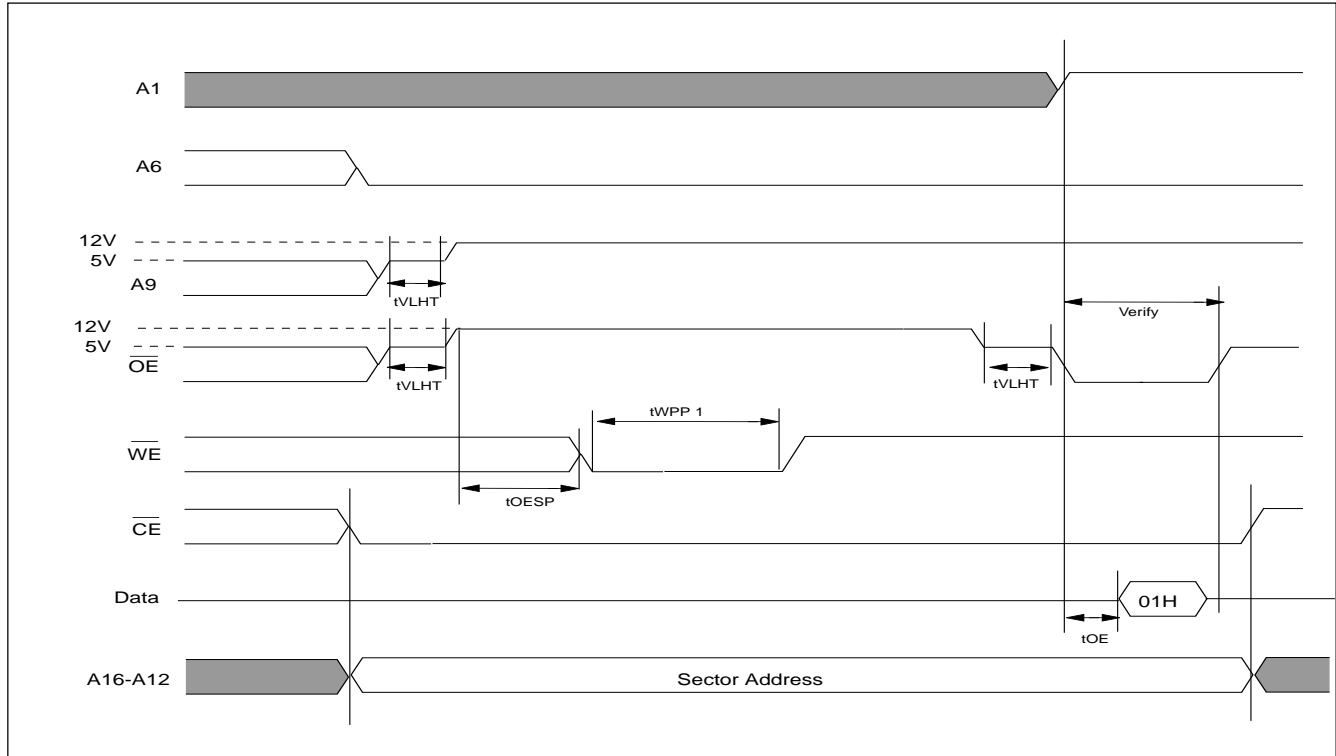 A1
A6
12V
5V
A9
tVLHT
12V
Verify
5V
OE
tVLHT
tVLHT
tWPP 1
WE
tOESP
CE
Data
01H
tOE
A16-A12
Sector Address